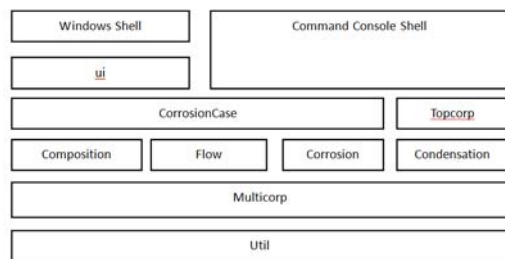 Windows Shell
Command Console Shell
ui
CorrosionCase
Topcorp
Composition
Flow
Corrosion
Condensation
Multicorp
Util